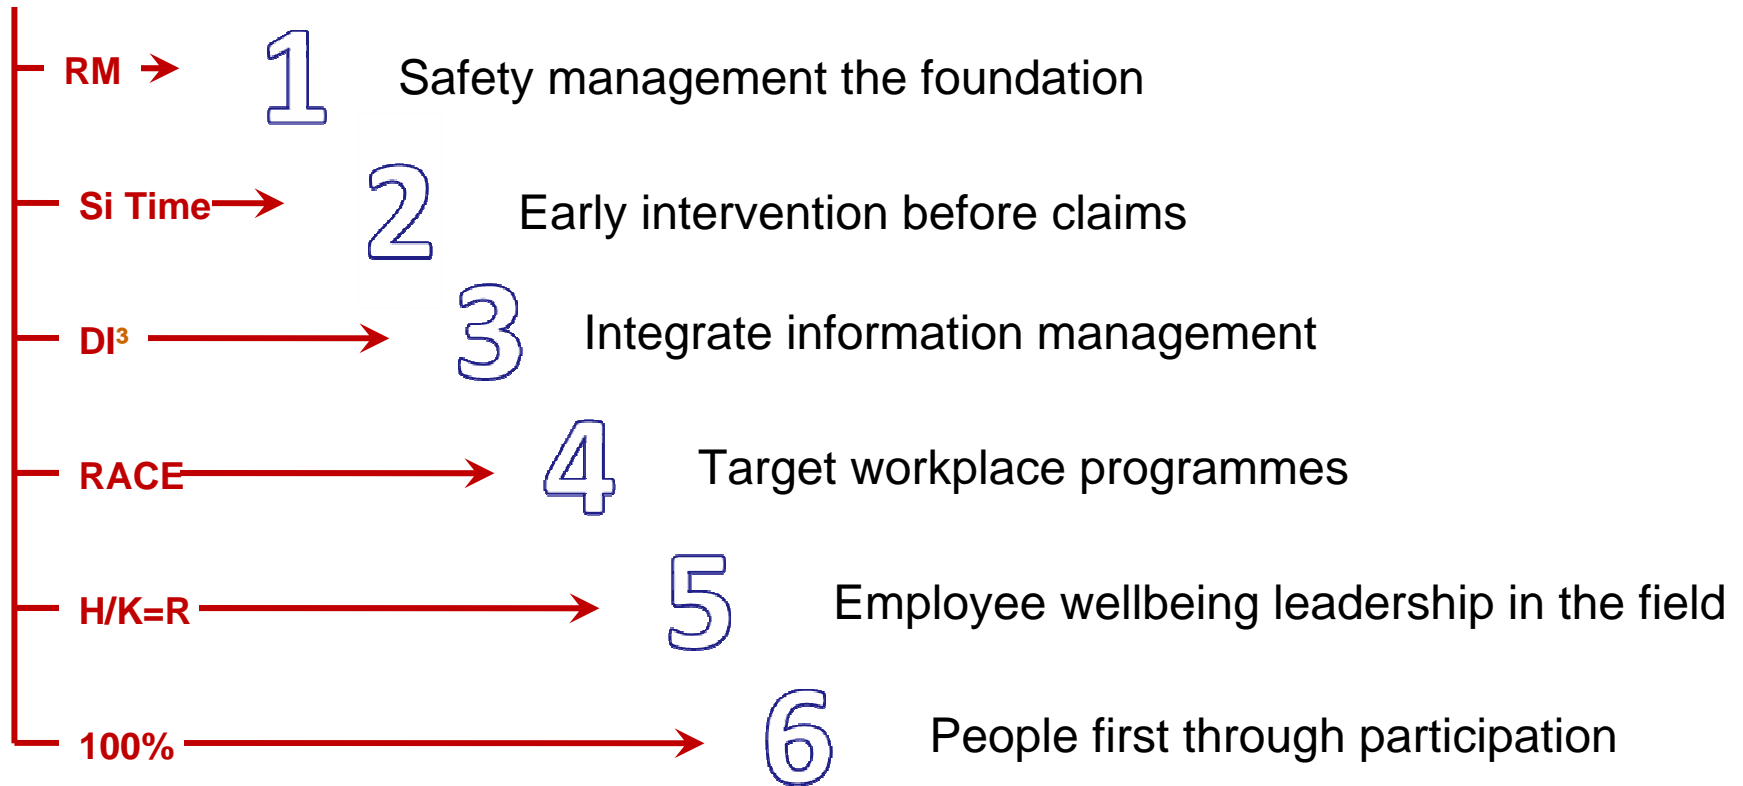 RM 1 Safety management the foundation
Si Time 2 Early intervention before claims
DI³ 3 Integrate information management
RACE 4 Target workplace programmes
H/K=R 5 Employee wellbeing leadership in the field
100% 6 People first through participation